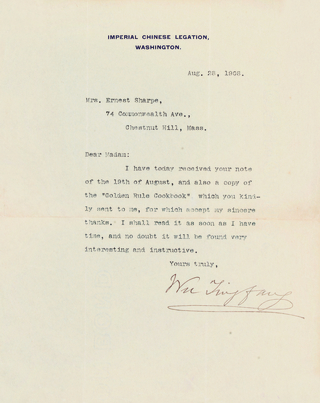 IMPERIAL CHINESE LEGATION,
WASHINGTON.
Aug. 25, 1908.
Mrs. Ernest Sharpe,
74 Commonwealth Ave.,
Chestnut Hill, Mass.
Dear Madam:
I have today received your note
of the 19th of August, and also a copy of
the "Golden Rule Cookbook" which you kind-
ly sent to me, for which accept my sincere
thanks. I shall read it as soon as I have
time, and no doubt it will be found very
interesting and instructive.
Yours truly,
Wu Tingfang